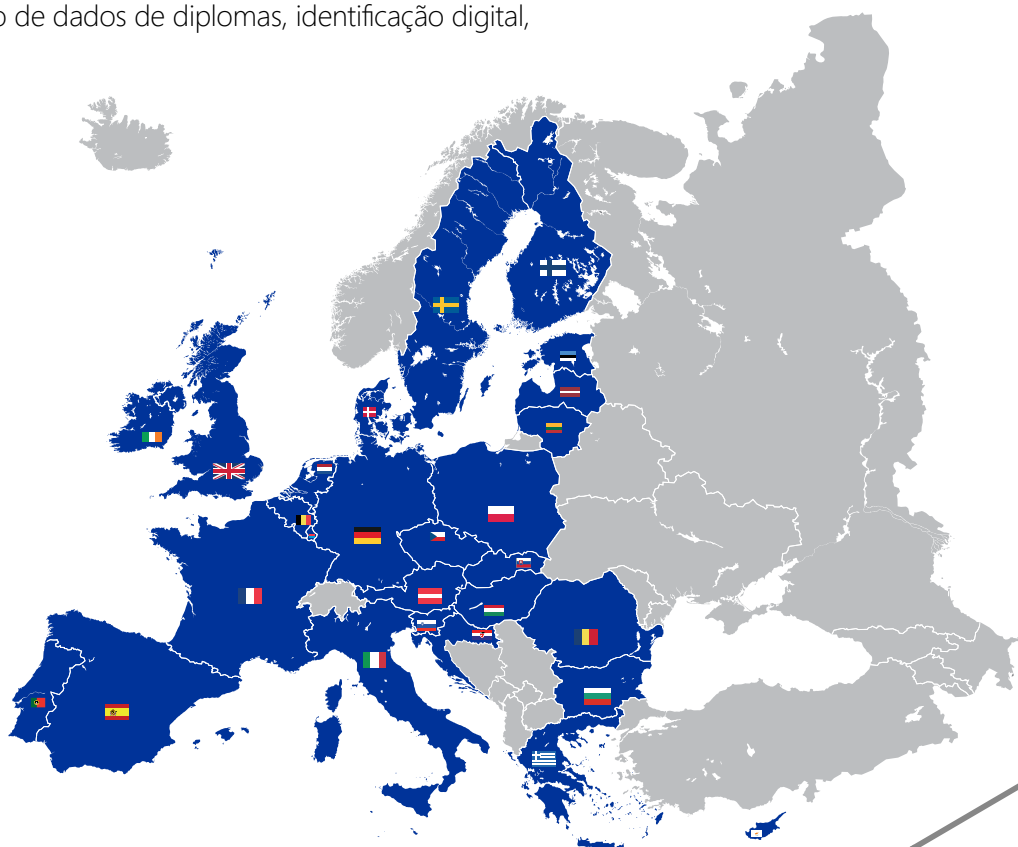 o de dados de diplomas, identificação digital,